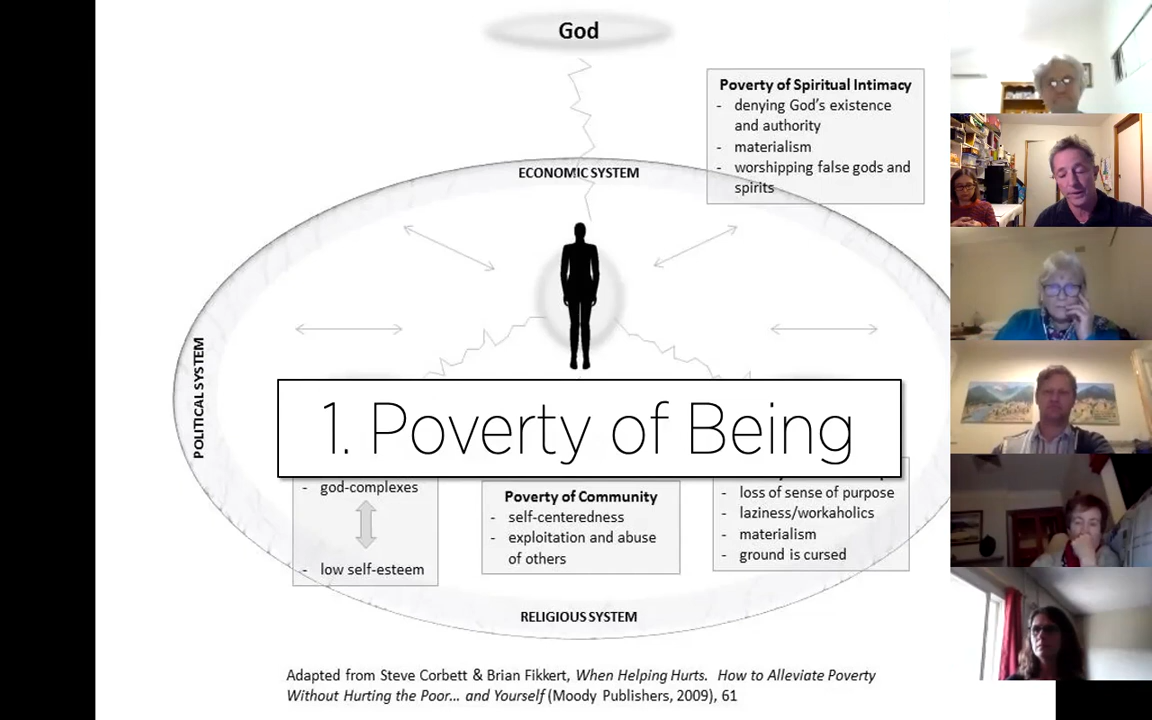 God
Poverty of Spiritual Intimacy
- denying God's existence
and authority
- materialism
- worshipping false gods and
spirits
ECONOMIC SYSTEM
POLITICAL SYSTEM
1. Poverty of Being
- god-complexes
- low self-esteem
Poverty of Community
- self-centeredness
- exploitation and abuse
of others
- loss of sense of purpose
- laziness/workaholics
- materialism
- ground is cursed
RELIGIOUS SYSTEM
Adapted from Steve Corbett & Brian Fikkert, When Helping Hurts. How to Alleviate Poverty
Without Hurting the Poor... and Yourself (Moody Publishers, 2009), 61